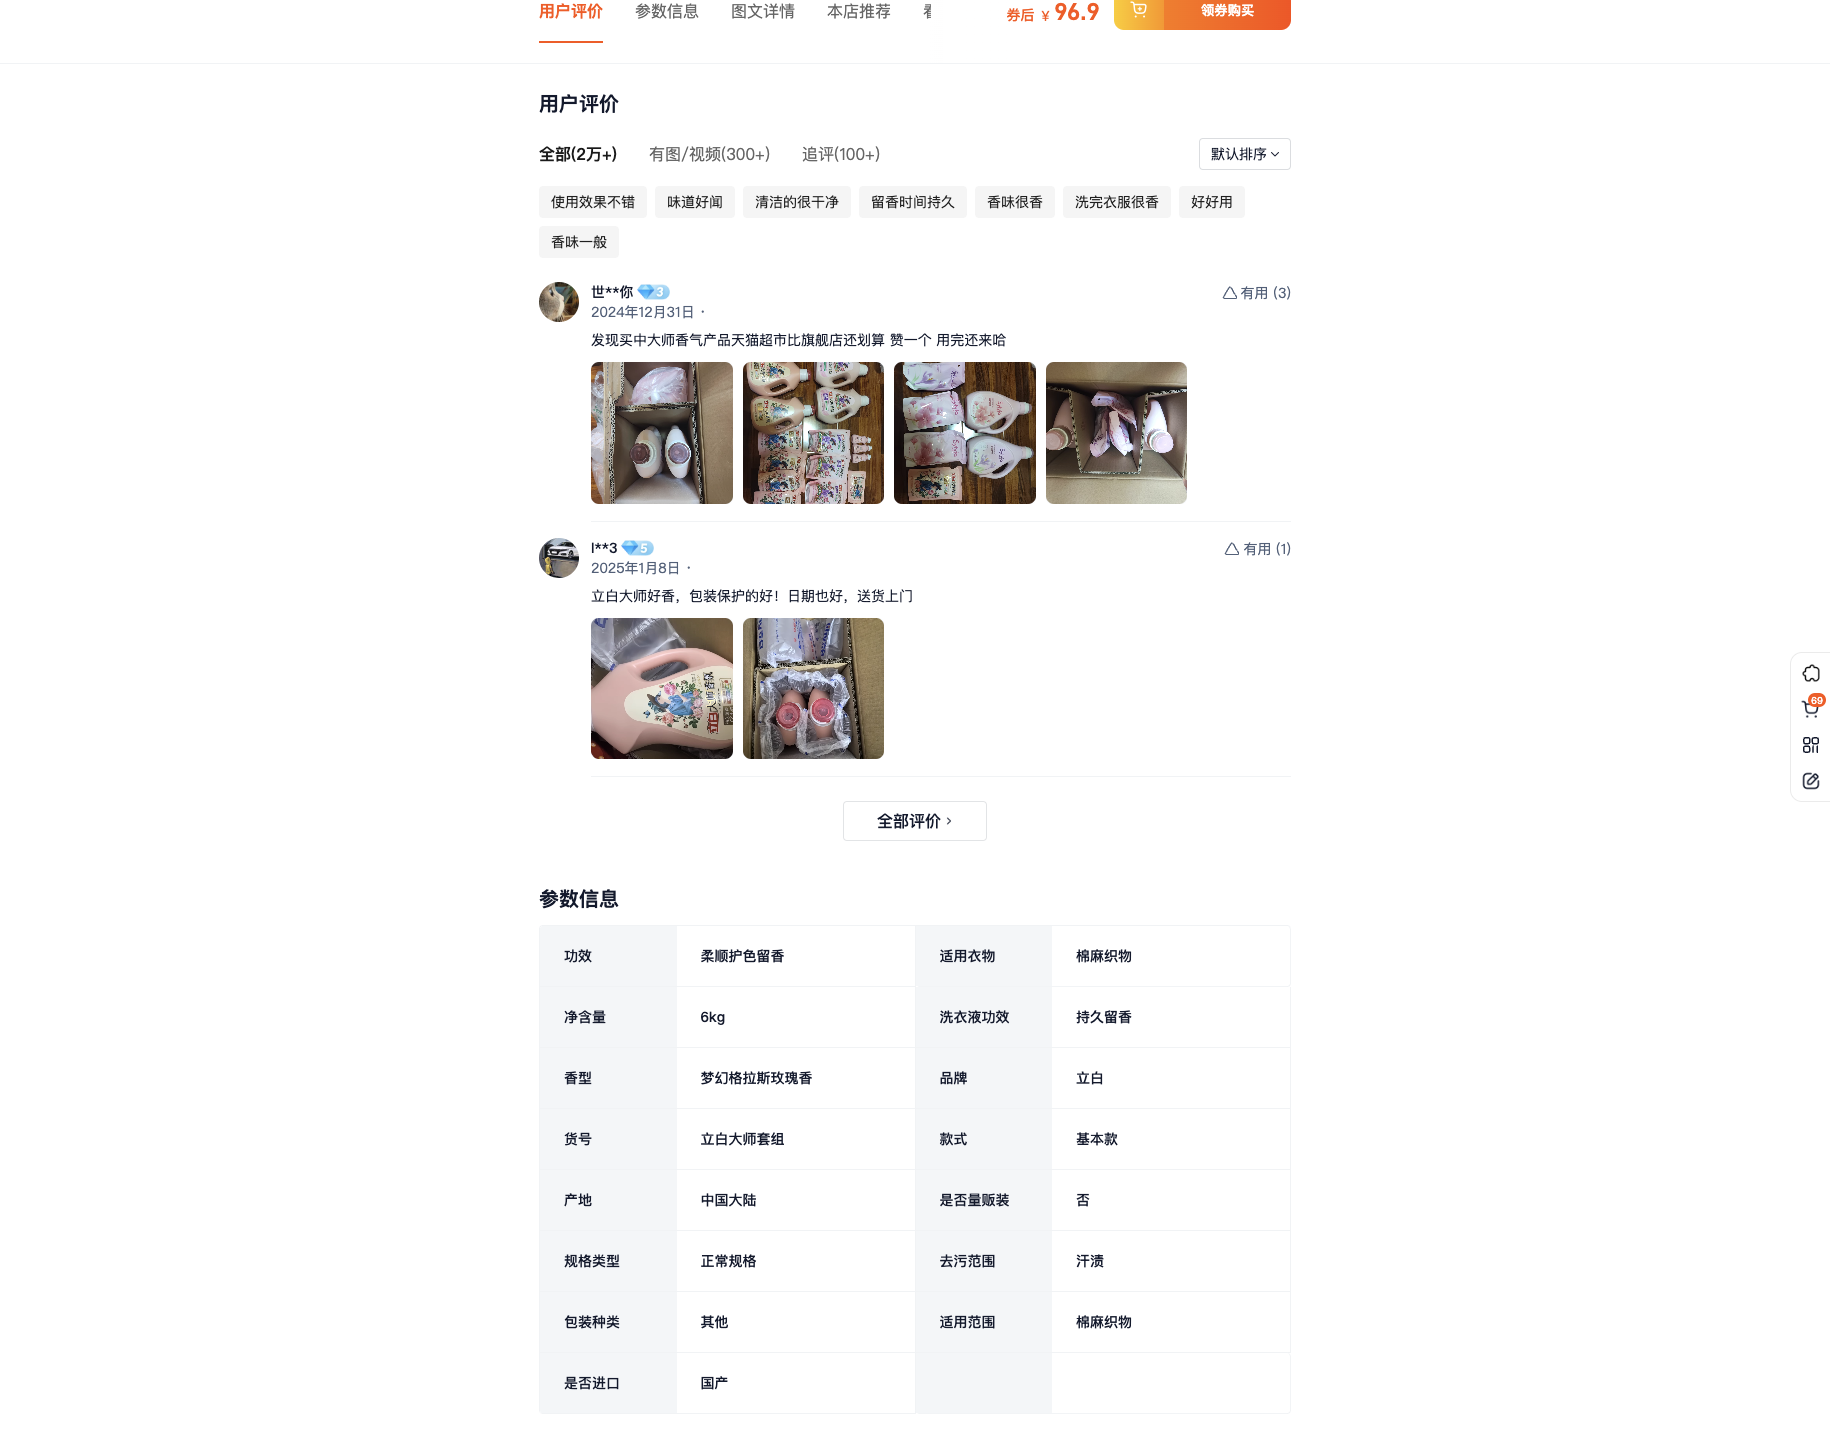 用户评价 参数信息 图文详情 本店推荐
券后 ¥ 96.9 领券购买
用户评价
全部(2万+) 有图/视频(300+) 追评(100+) 默认排序
使用效果不错 味道好闻 清洁的很干净 留香时间持久 香味很香 洗完衣服很香 好好用
香味一般
世**你 3 有用 (3)
2024年12月31日 ·
发现买中大师香气产品天猫超市比旗舰店还划算 赞一个 用完还来哈
l**3 5 有用 (1)
2025年1月8日 ·
立白大师好香，包装保护的好！日期也好，送货上门
立白大师香氛
69
全部评价 ›
参数信息
功效 柔顺护色留香 适用衣物 棉麻织物
净含量 6kg 洗衣液功效 持久留香
香型 梦幻格拉斯玫瑰香 品牌 立白
货号 立白大师套组 款式 基本款
产地 中国大陆 是否量贩装 否
规格类型 正常规格 去污范围 汗渍
包装种类 其他 适用范围 棉麻织物
是否进口 国产